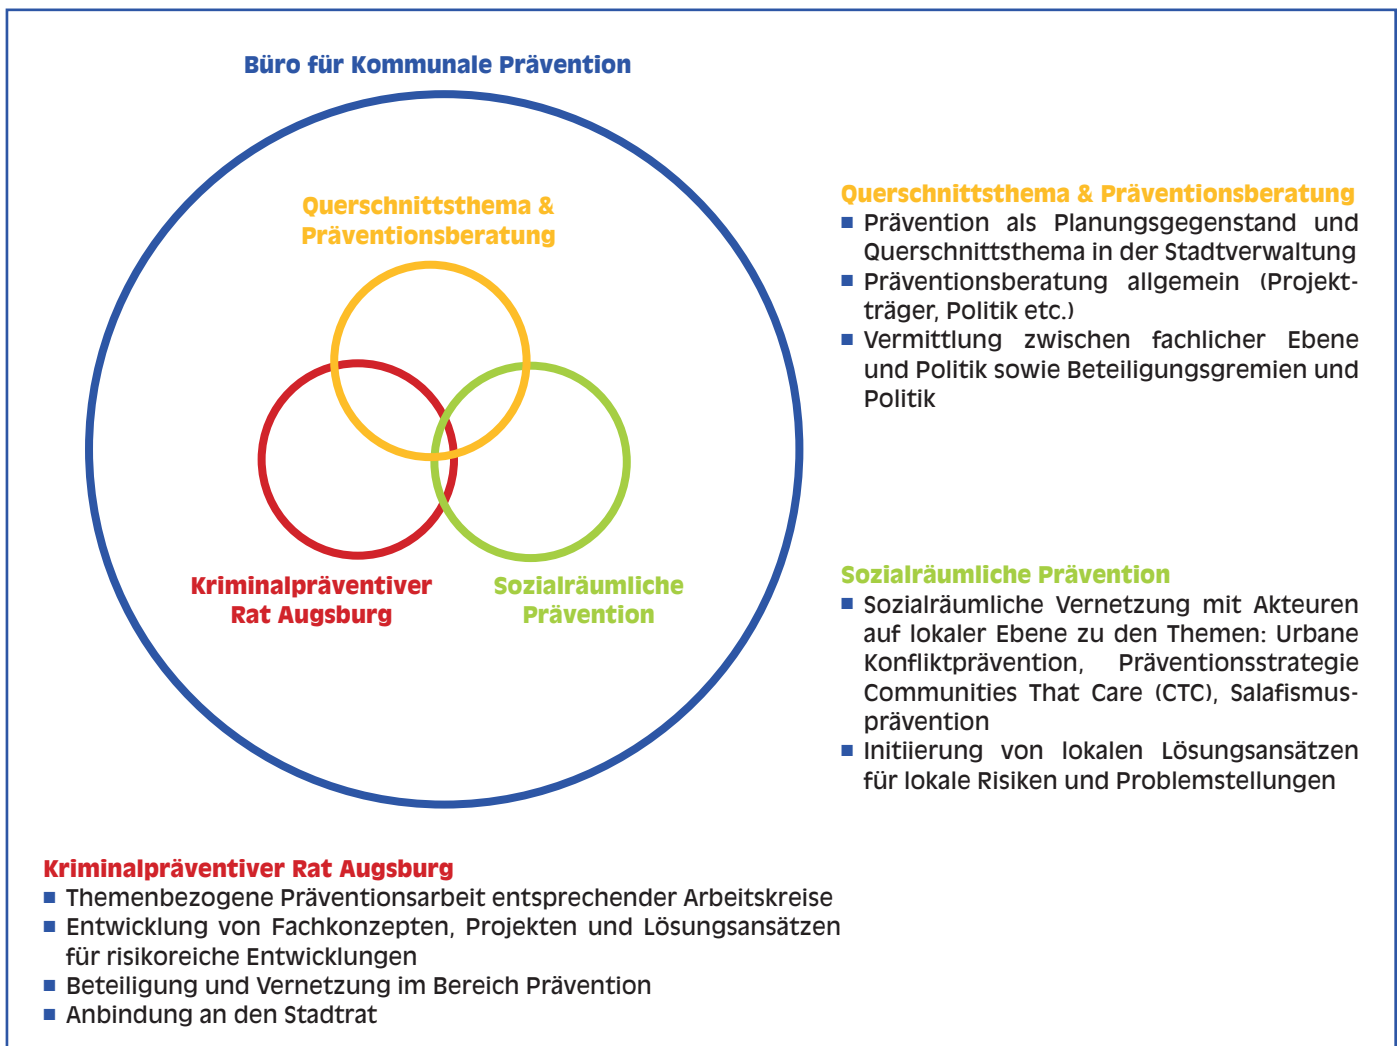 Büro für Kommunale Prävention
Querschnittsthema &
Präventionsberatung
Kriminalpräventiver
Rat Augsburg
Sozialräumliche
Prävention
Querschnittsthema & Präventionsberatung
■ Prävention als Planungsgegenstand und
Querschnittsthema in der Stadtverwaltung
■ Präventionsberatung allgemein (Projekt-
träger, Politik etc.)
■ Vermittlung zwischen fachlicher Ebene
und Politik sowie Beteiligungsgremien und
Politik
Sozialräumliche Prävention
■ Sozialräumliche Vernetzung mit Akteuren
auf lokaler Ebene zu den Themen: Urbane
Konfliktprävention, Präventionsstrategie
Communities That Care (CTC), Salafismus-
prävention
■ Initiierung von lokalen Lösungsansätzen
für lokale Risiken und Problemstellungen
Kriminalpräventiver Rat Augsburg
■ Themenbezogene Präventionsarbeit entsprechender Arbeitskreise
■ Entwicklung von Fachkonzepten, Projekten und Lösungsansätzen
für risikoreiche Entwicklungen
■ Beteiligung und Vernetzung im Bereich Prävention
■ Anbindung an den Stadtrat